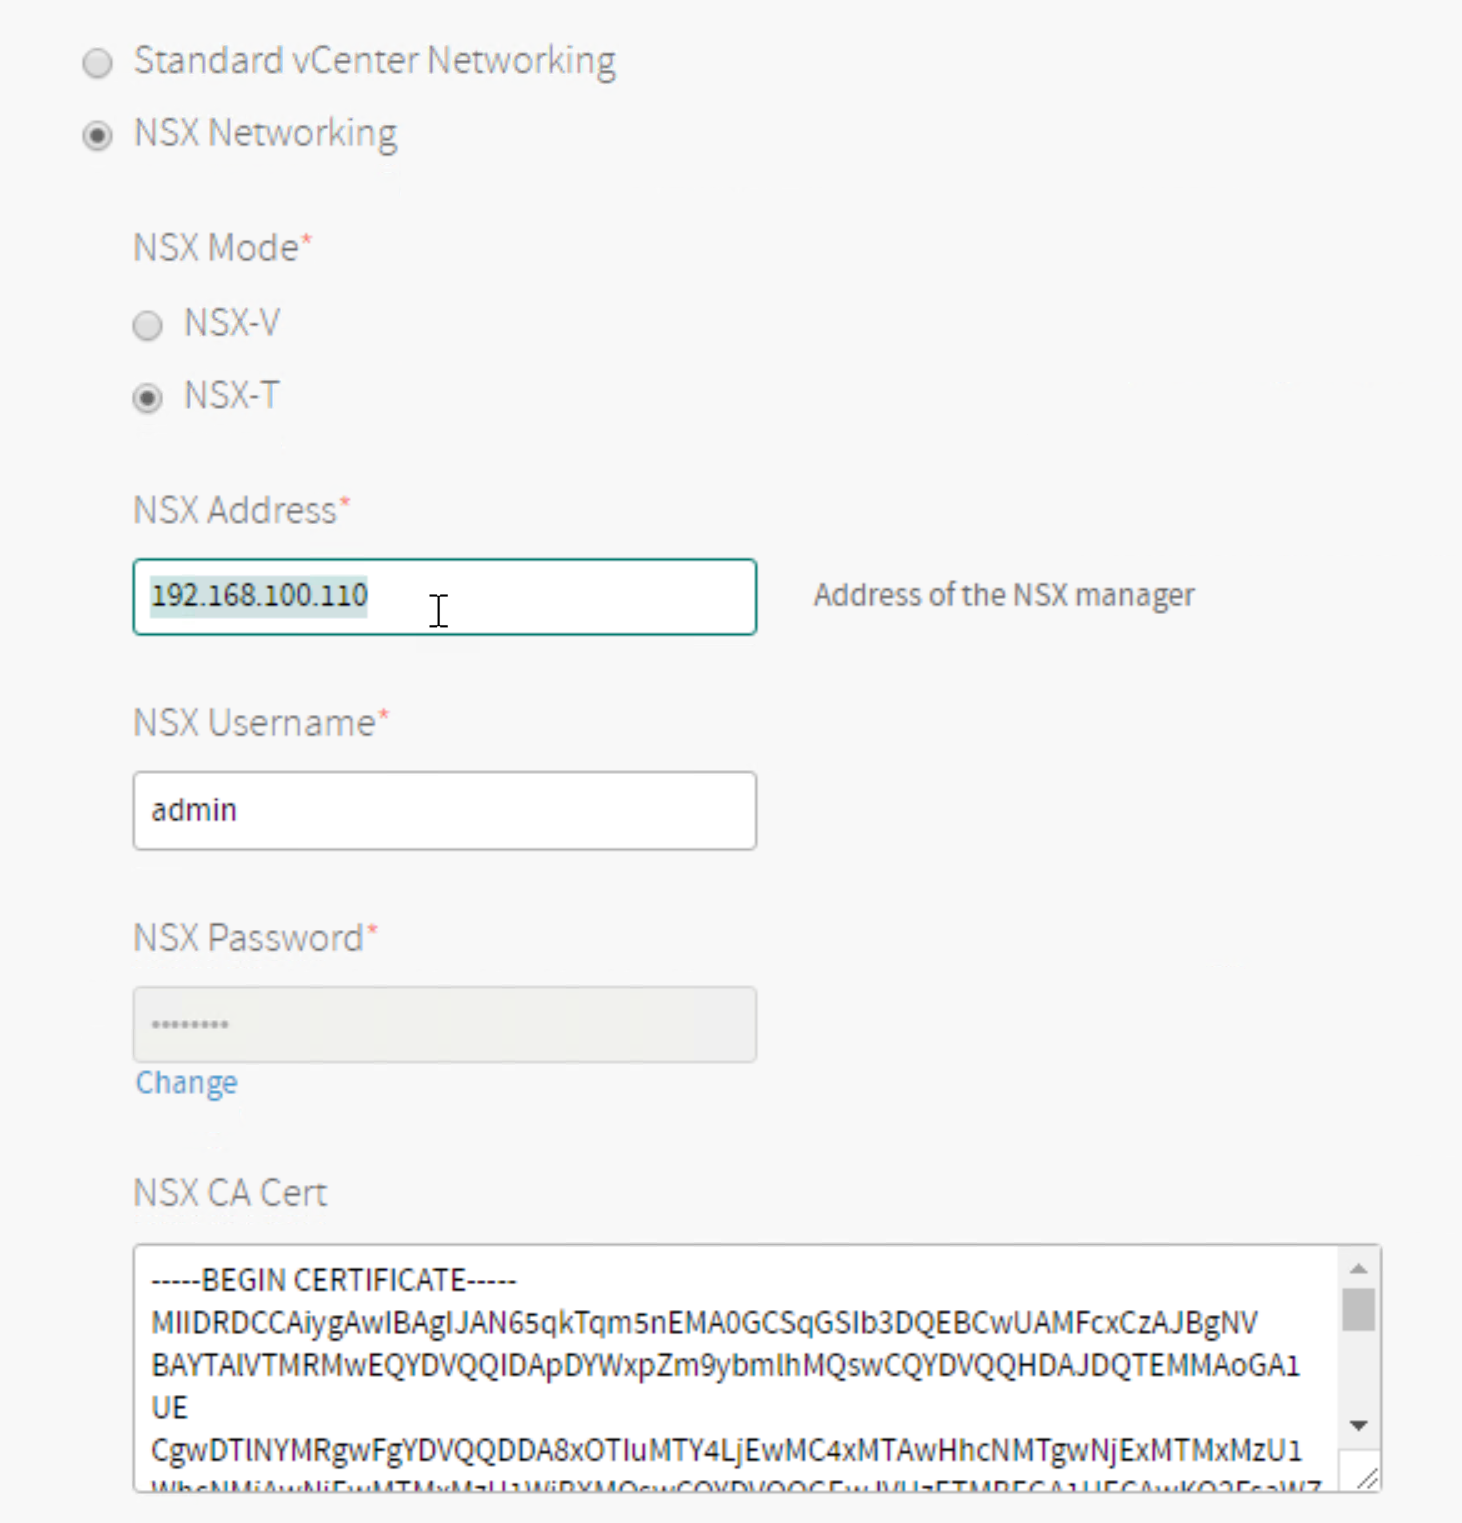 Standard vCenter Networking
NSX Networking
NSX Mode*
NSX-V
NSX-T
NSX Address*
192.168.100.110
Address of the NSX manager
NSX Username*
admin
NSX Password*
••••••••
Change
NSX CA Cert
-----BEGIN CERTIFICATE-----
MIIDRDCCAiygAwIBAgIJAN65qkTqm5nEMA0GCSqGSIb3DQEBCwUAMFcxCzAJBgNV
BAYTAlVTMRMwEQYDVQQIDApDYWxpZm9ybmlhMQswCQYDVQQHDAJDQTEMMAoGA1
UE
CgwDTlNYMRgwFgYDVQQDDA8xOTIuMTY4LjEwMC4xMTAwHhcNMTgwNjExMTMxMzU1